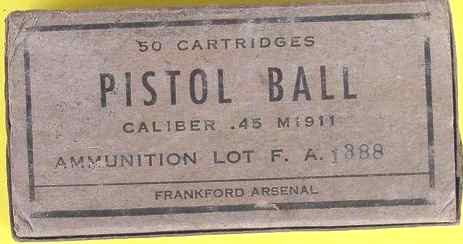 50 CARTRIDGES
PISTOL BALL
CALIBER .45 M1911
AMMUNITION LOT F. A. 1388
FRANKFORD ARSENAL